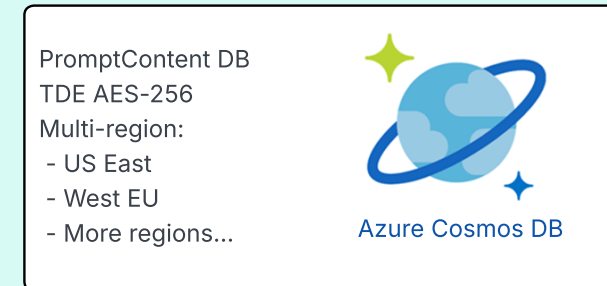 PromptContent DB
TDE AES-256
Multi-region:
- US East
- West EU
- More regions...
Azure Cosmos DB